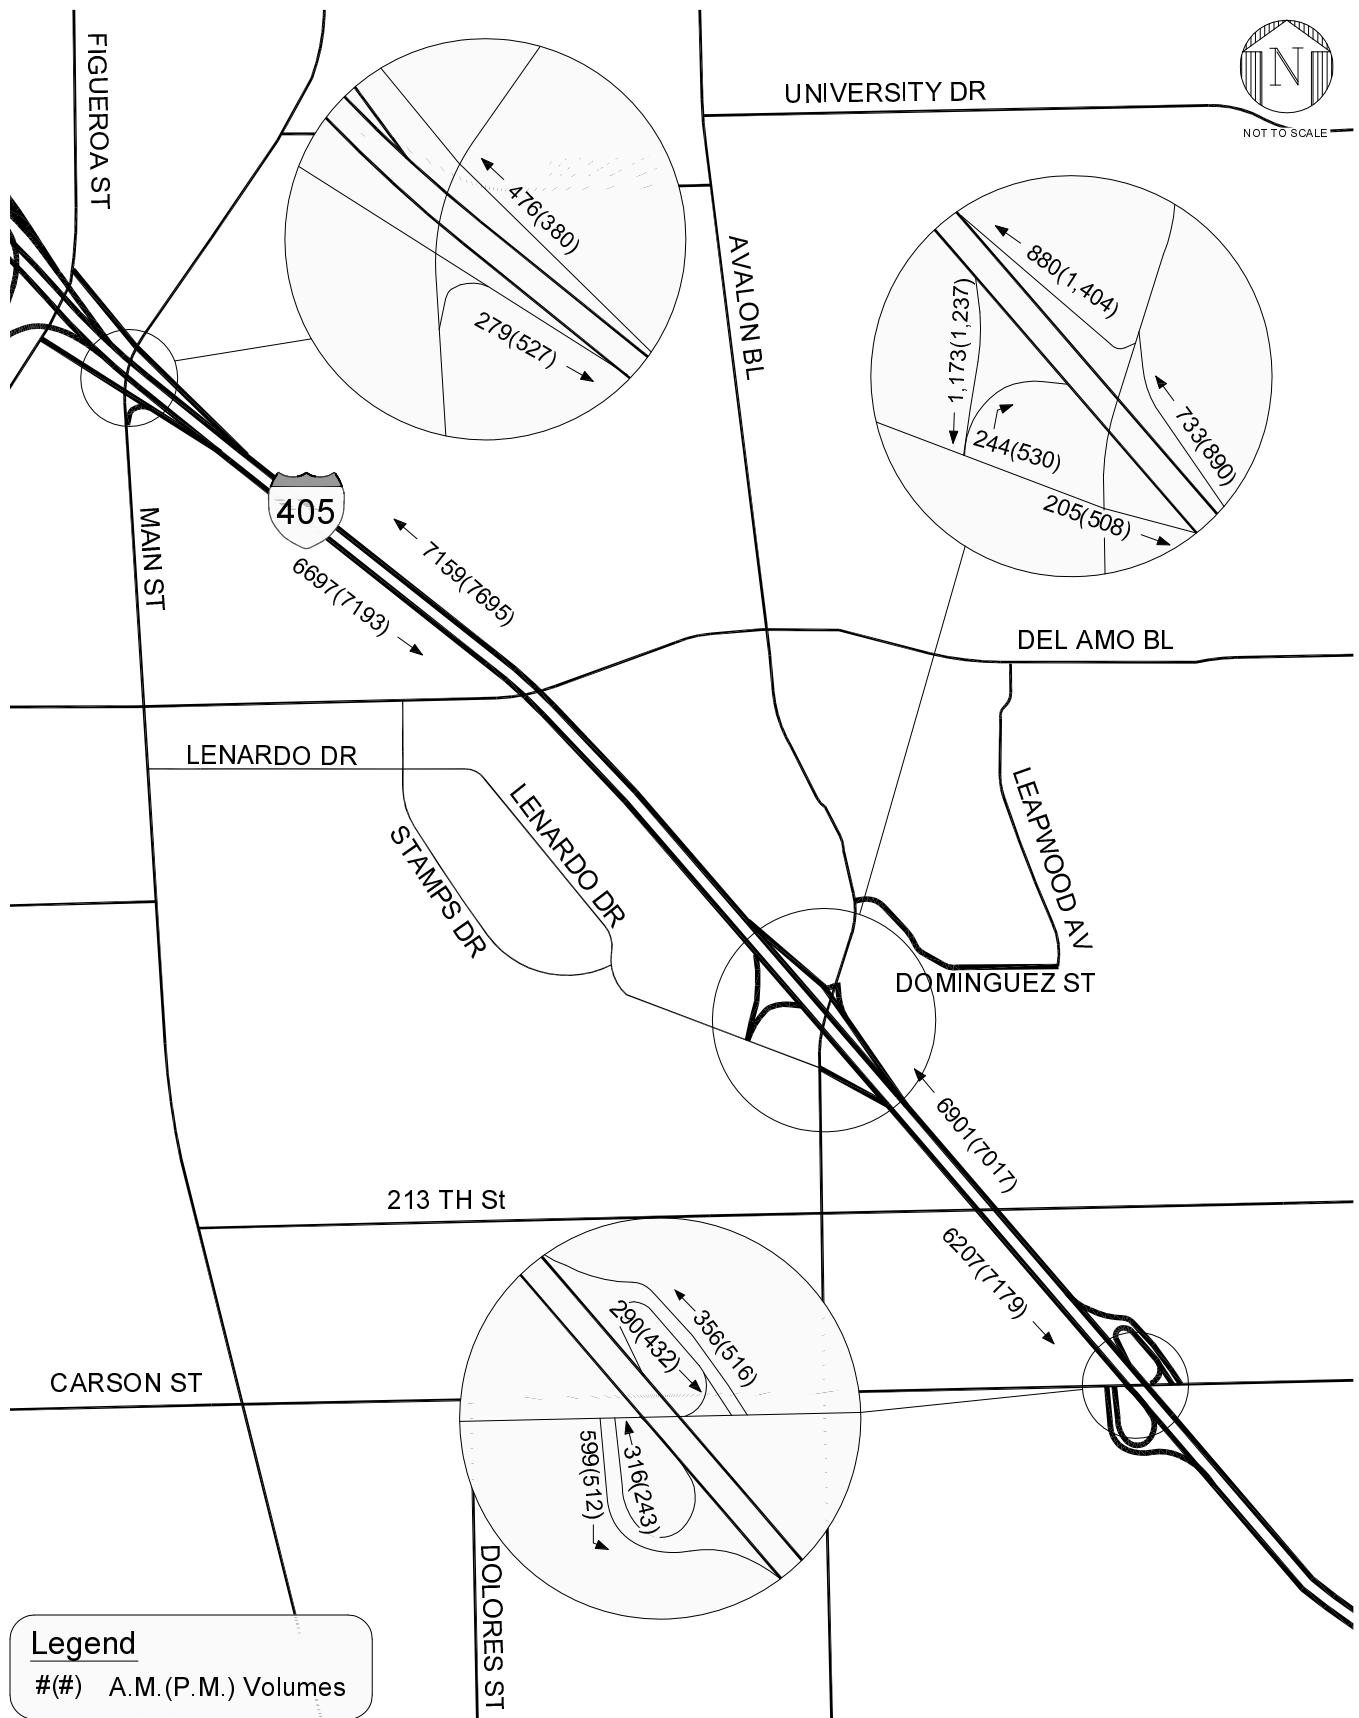 FIGUEROA ST
UNIVERSITY DR
N
NOT TO SCALE
476(380)
279(527)
AVALON BL
880(1,404)
1,173(1,237)
244(530)
733(890)
205(508)
405
MAIN ST
7159(7695)
6697(7193)
DEL AMO BL
LENARDO DR
LENARDO DR
STAMPS DR
LEAPWOOD AV
DOMINGUEZ ST
6901(7017)
213 TH St
6207(7179)
290(432)
356(516)
CARSON ST
599(512)
316(243)
DOLORES ST
Legend
#(#) A.M.(P.M.) Volumes